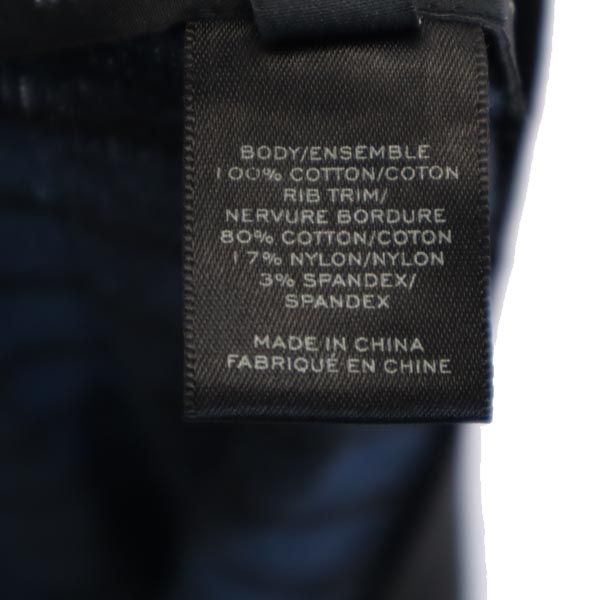 BODY/ENSEMBLE
100% COTTON/COTON
RIB TRIM/
NERVURE BORDURE
80% COTTON/COTON
17% NYLON/NYLON
3% SPANDEX/
SPANDEX
MADE IN CHINA
FABRIQUÉ EN CHINE